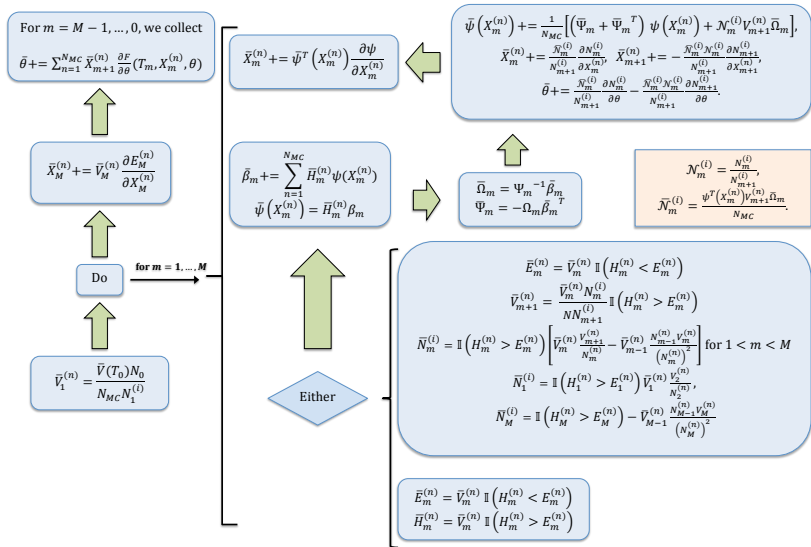 For m = M − 1, … , 0, we collect
θ̄ += ∑_{n=1}^{N_{MC}} X̄_{m+1}^{(n)} ∂F/∂θ (T_m, X_m^{(n)}, θ)
X̄_M^{(n)} += V̄_M^{(n)} ∂E_M^{(n)}/∂X_M^{(n)}
Do
for m = 1, … , M
V̄_1^{(n)} = V̄(T_0)N_0 / N_{MC} N_1^{(i)}
X̄_m^{(n)} += ψ̄^T (X_m^{(n)}) ∂ψ/∂X_m^{(n)}
ψ̄ (X_m^{(n)}) += 1/N_{MC} [(Ψ̄_m + Ψ̄_m^T) ψ(X_m^{(n)}) + 𝒩_m^{(i)} V_{m+1}^{(n)} Ω̄_m],
X̄_m^{(n)} += 𝒩̄_m^{(i)}/N_{m+1}^{(i)} ∂N_m^{(i)}/∂X_m^{(n)}, X̄_{m+1}^{(n)} += − 𝒩̄_m^{(i)} 𝒩_m^{(i)}/N_{m+1}^{(i)} ∂N_{m+1}^{(i)}/∂X_{m+1}^{(n)},
θ̄ += 𝒩̄_m^{(i)}/N_{m+1}^{(i)} ∂N_m^{(i)}/∂θ − 𝒩̄_m^{(i)} 𝒩_m^{(i)}/N_{m+1}^{(i)} ∂N_{m+1}^{(i)}/∂θ.
β̄_m += ∑_{n=1}^{N_{MC}} H̄_m^{(n)} ψ(X_m^{(n)})
ψ̄ (X_m^{(n)}) = H̄_m^{(n)} β_m
Ω̄_m = Ψ_m^{−1} β̄_m
Ψ̄_m = −Ω_m β̄_m^T
𝒩_m^{(i)} = N_m^{(i)}/N_{m+1}^{(i)},
𝒩̄_m^{(i)} = ψ^T(X_m^{(n)}) V_{m+1}^{(n)} Ω̄_m / N_{MC}.
Either
Ē_m^{(n)} = V̄_m^{(n)} 𝕀 (H_m^{(n)} < E_m^{(n)})
V̄_{m+1}^{(n)} = V̄_m^{(n)} N_m^{(i)} / N N_{m+1}^{(i)} 𝕀 (H_m^{(n)} > E_m^{(n)})
N̄_m^{(i)} = 𝕀 (H_m^{(n)} > E_m^{(n)}) [V̄_m^{(n)} V_{m+1}^{(n)}/N_m^{(n)} − V̄_{m−1}^{(n)} N_{m−1}^{(n)} V_m^{(n)}/(N_m^{(n)})^2] for 1 < m < M
N̄_1^{(i)} = 𝕀 (H_1^{(n)} > E_1^{(n)}) V̄_1^{(n)} V_2^{(n)}/N_2^{(n)},
N̄_M^{(i)} = 𝕀 (H_M^{(n)} > E_M^{(n)}) − V̄_{M−1}^{(n)} N_{M−1}^{(n)} V_M^{(n)}/(N_M^{(n)})^2
Ē_m^{(n)} = V̄_m^{(n)} 𝕀 (H_m^{(n)} < E_m^{(n)})
H̄_m^{(n)} = V̄_m^{(n)} 𝕀 (H_m^{(n)} > E_m^{(n)})